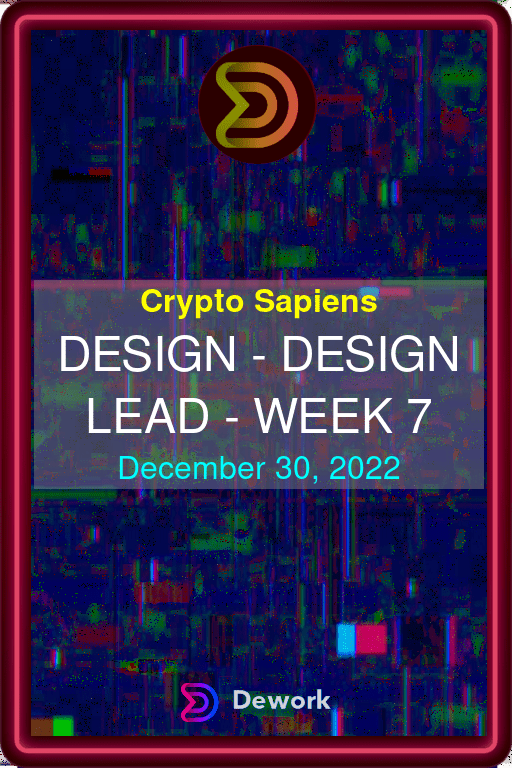 Crypto Sapiens
DESIGN - DESIGN
LEAD - WEEK 7
December 30, 2022
Dework